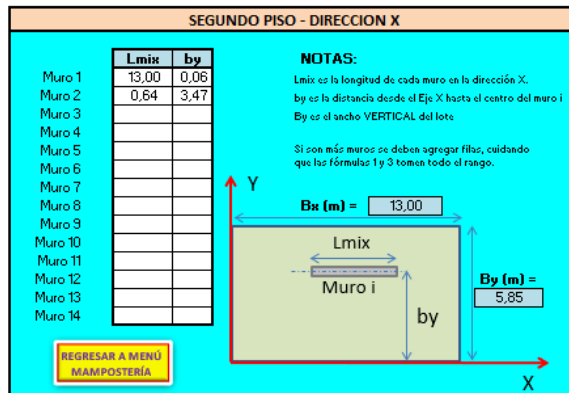 SEGUNDO PISO - DIRECCION X
Lmix by
Muro 1 13,00 0,06
Muro 2 0,64 3,47
Muro 3
Muro 4
Muro 5
Muro 6
Muro 7
Muro 8
Muro 9
Muro 10
Muro 11
Muro 12
Muro 13
Muro 14
REGRESAR A MENÚ
MAMPOSTERÍA
NOTAS:
Lmix es la longitud de cada muro en la dirección X.
by es la distancia desde el Eje X hasta el centro del muro i
By es el ancho VERTICAL del lote
Si son más muros se deben agregar filas, cuidando
que las fórmulas 1 y 3 tomen todo el rango.
Y
Bx (m) = 13,00
Lmix
Muro i
by
By (m) =
5,85
X